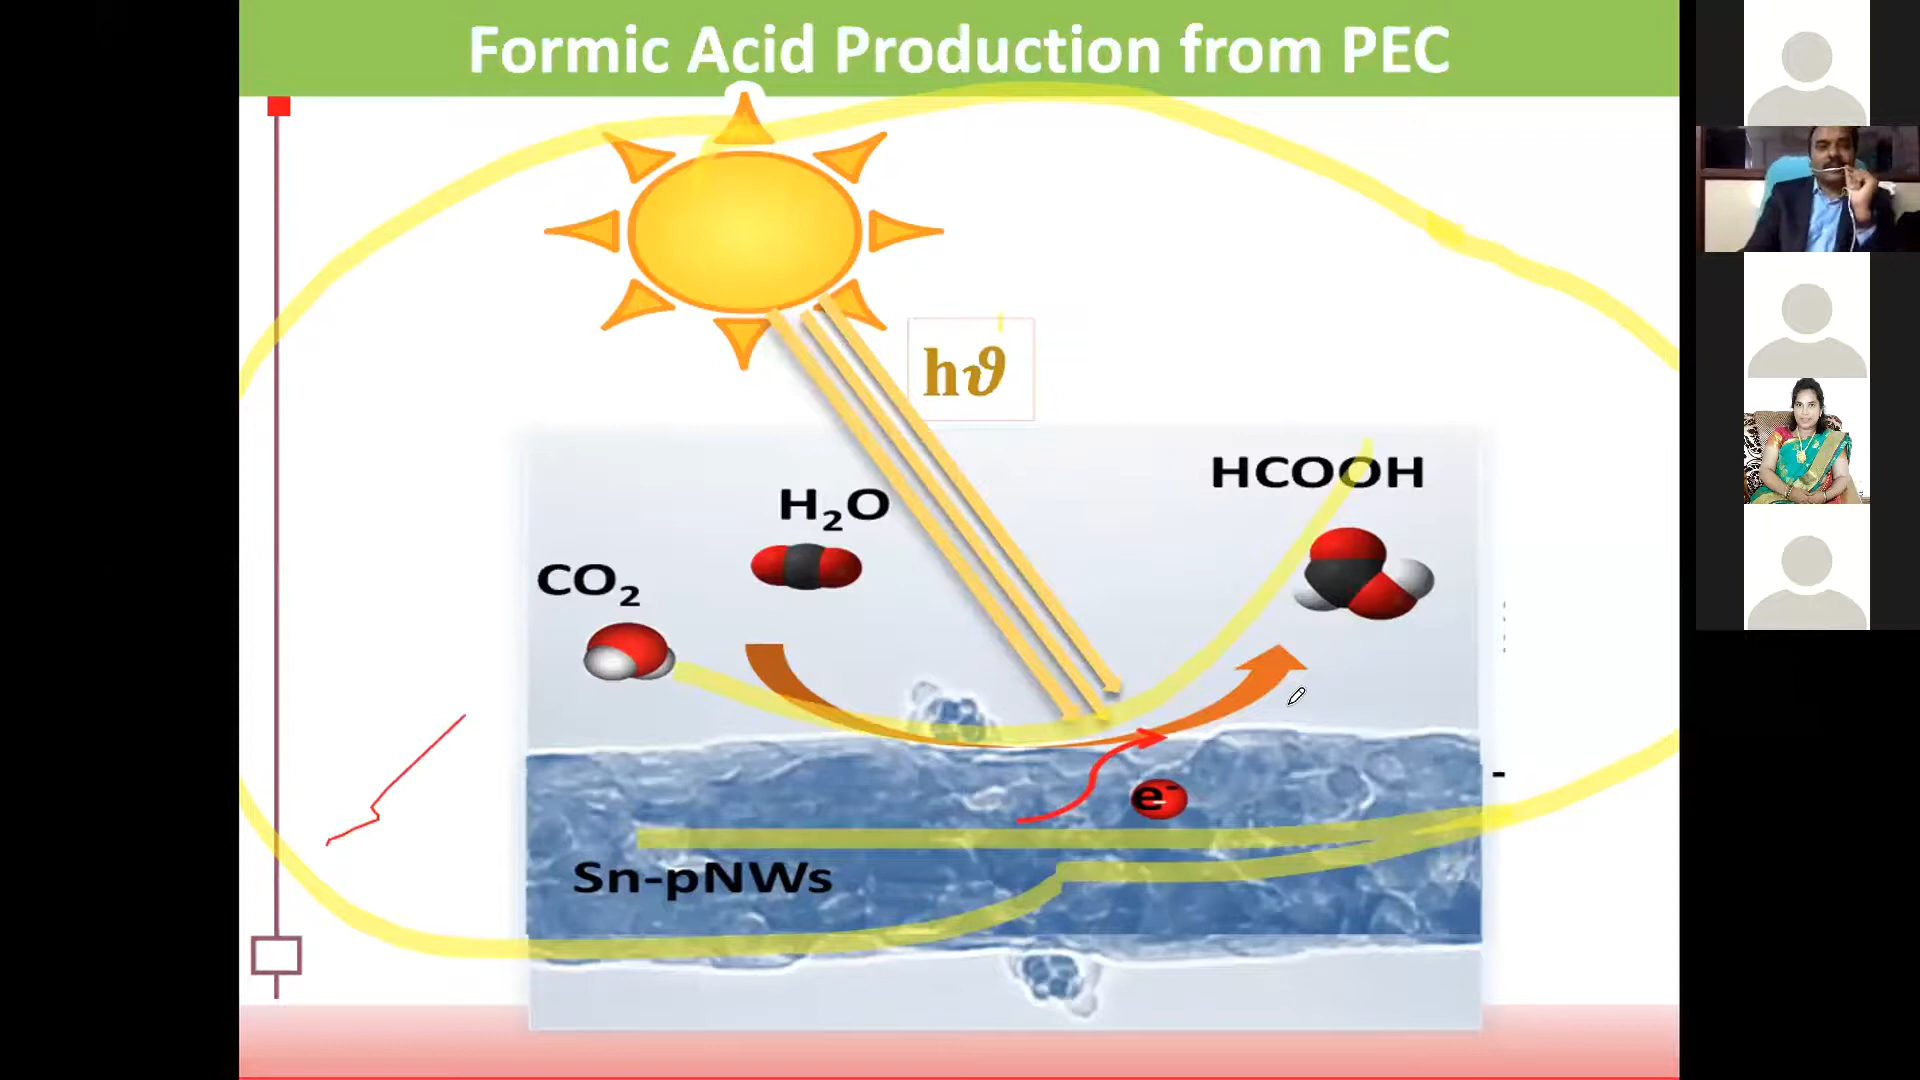 Formic Acid Production from PEC
hϑ
HCOOH
H₂O
CO₂
e⁻
Sn-pNWs